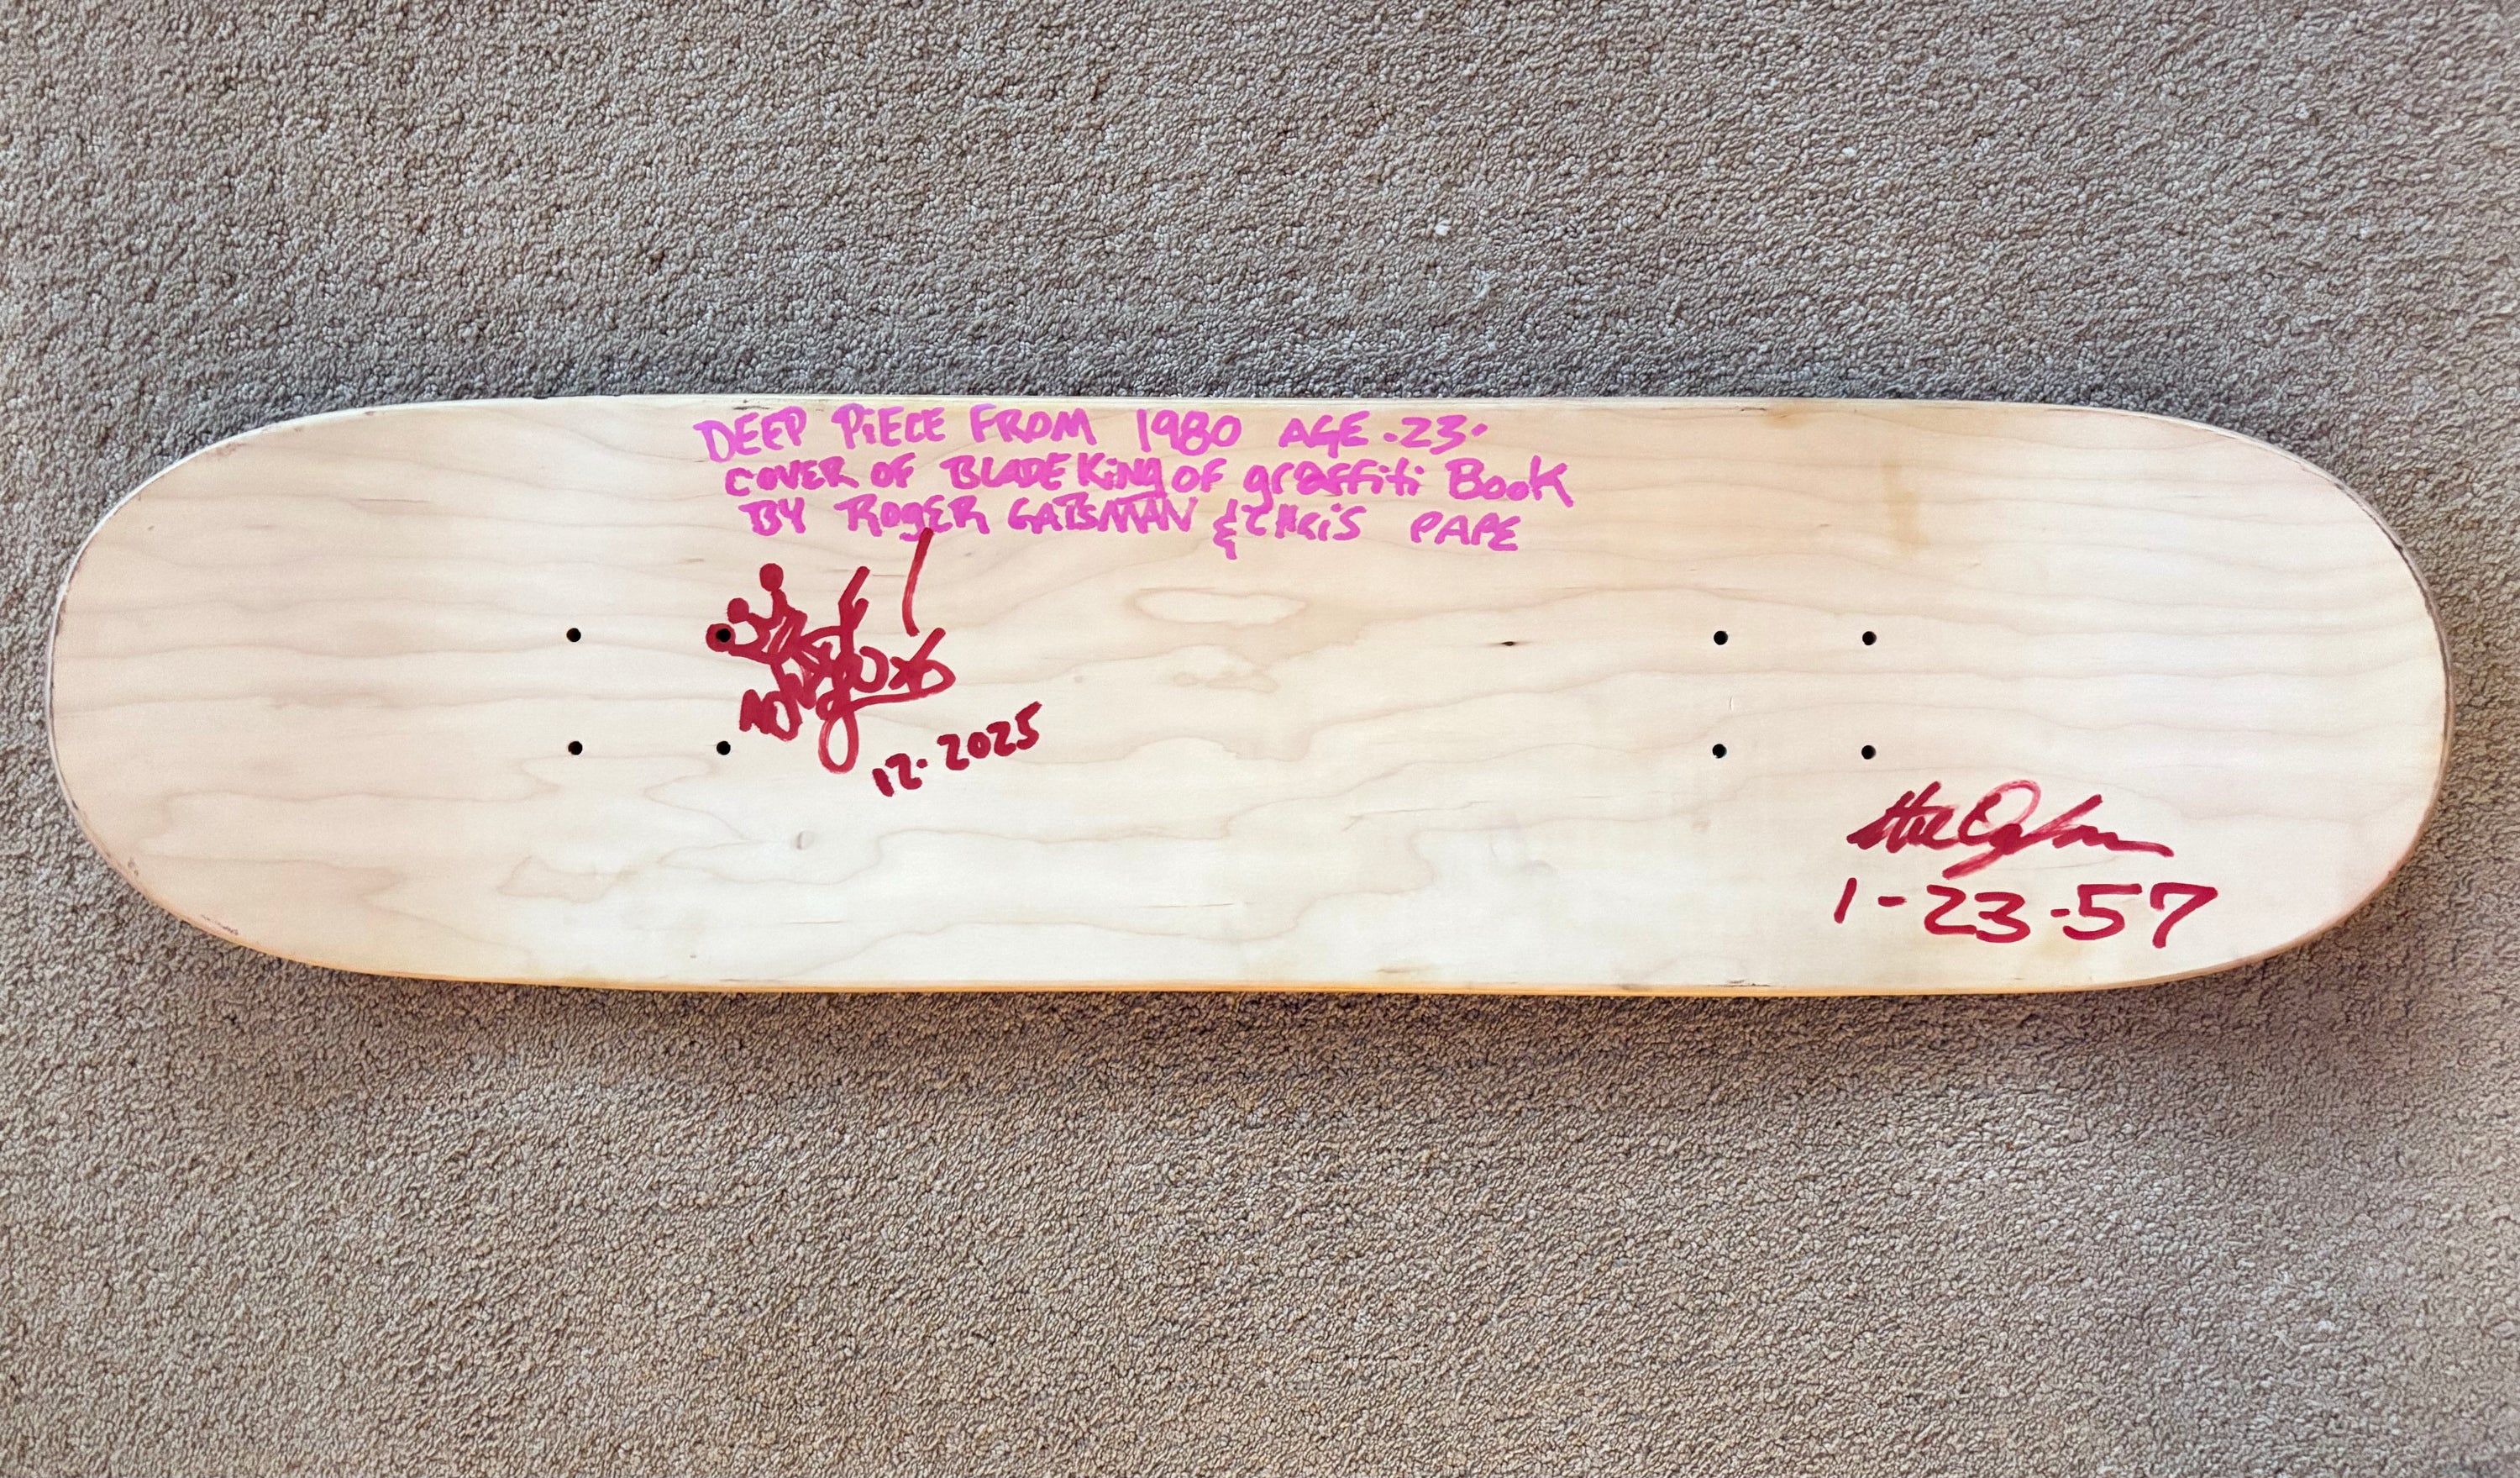 DEEP PiECE FROM 1980 AGE .23.
COVER OF BLADE KiNg OF graffiti BooK
BY RogER GATSMAN & CHRiS PAPE
12.2025
1-23-57